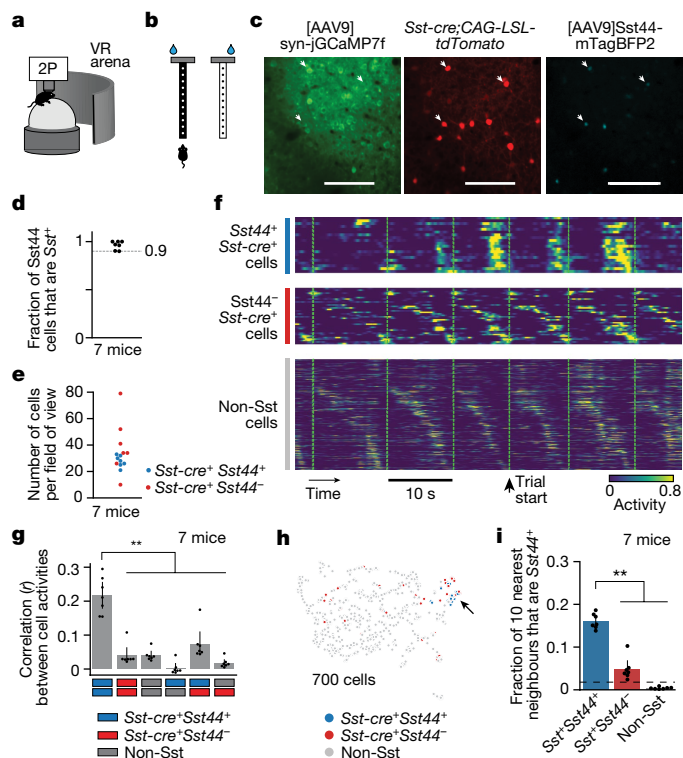 a
2P
VR
arena
b
c
[AAV9]
syn-jGCaMP7f
Sst-cre;CAG-LSL-
tdTomato
[AAV9]Sst44-
mTagBFP2
d
Fraction of Sst44
cells that are Sst+
1
0
0.9
7 mice
e
Number of cells
per field of view
80
60
40
20
0
7 mice
Sst-cre+ Sst44+
Sst-cre+ Sst44−
f
Sst44+
Sst-cre+
cells
Sst44−
Sst-cre+
cells
Non-Sst
cells
Time
10 s
Trial
start
0
0.8
Activity
g
7 mice
Correlation (r)
between cell activities
0.3
0.2
0.1
0
**
Sst-cre+Sst44+
Sst-cre+Sst44−
Non-Sst
h
700 cells
Sst-cre+Sst44+
Sst-cre+Sst44−
Non-Sst
i
7 mice
Fraction of 10 nearest
neighbours that are Sst44+
0.2
0.1
0
**
Sst+Sst44+
Sst+Sst44−
Non-Sst